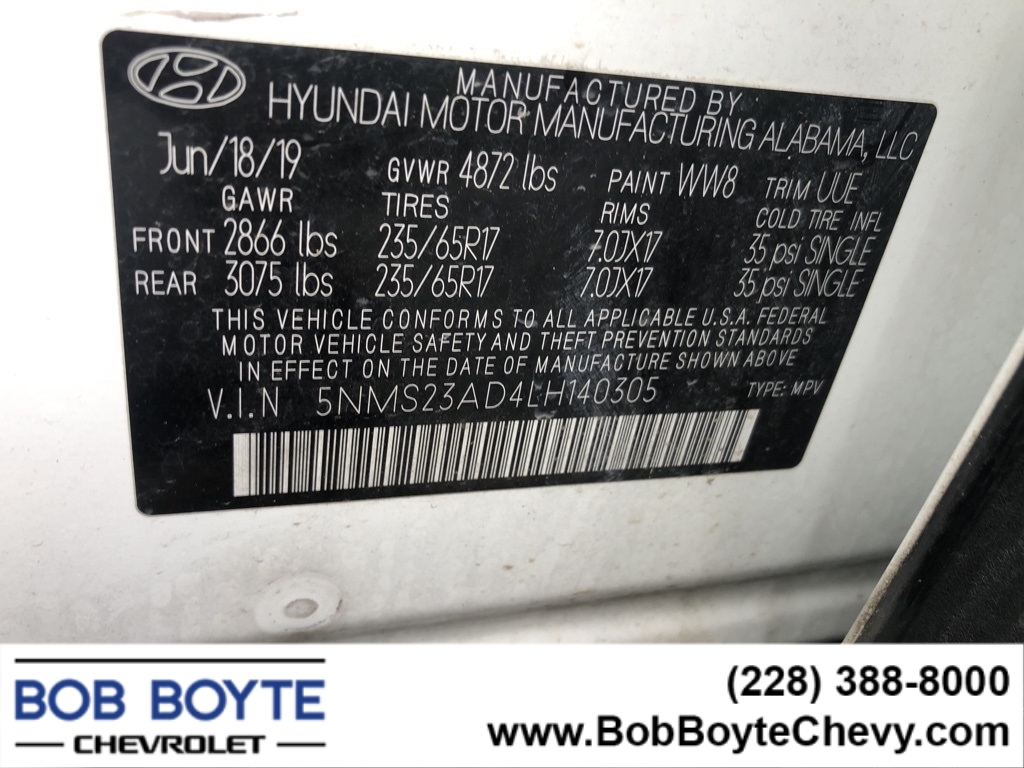 MANUFACTURED BY
HYUNDAI MOTOR MANUFACTURING ALABAMA, LLC
Jun/18/19 GVWR 4872 lbs PAINT WW8 TRIM UUE
GAWR TIRES RIMS COLD TIRE INFL
FRONT 2866 lbs 235/65R17 7.0JX17 35 psi SINGLE
REAR 3075 lbs 235/65R17 7.0JX17 35 psi SINGLE
THIS VEHICLE CONFORMS TO ALL APPLICABLE U.S.A. FEDERAL
MOTOR VEHICLE SAFETY AND THEFT PREVENTION STANDARDS
IN EFFECT ON THE DATE OF MANUFACTURE SHOWN ABOVE
V.I.N 5NMS23AD4LH140305 TYPE: MPV
BOB BOYTE
CHEVROLET
(228) 388-8000
www.BobBoyteChevy.com